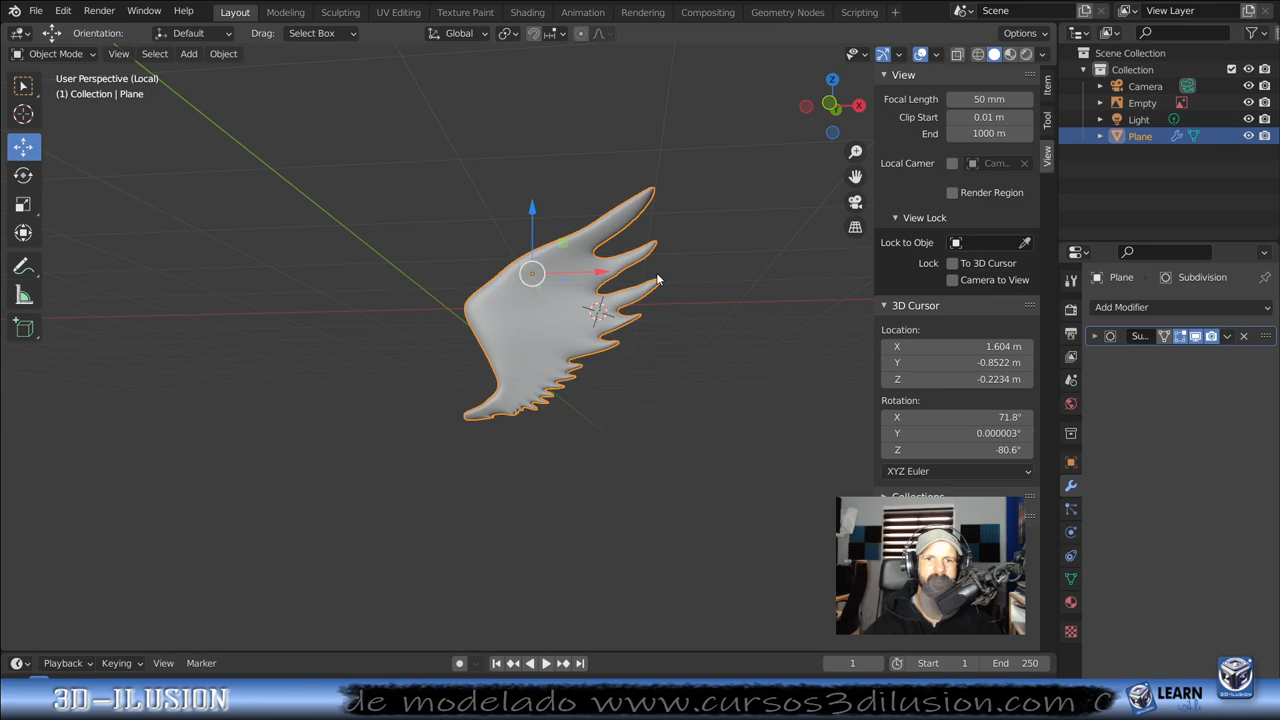 File Edit Render Window Help Layout Modeling Sculpting UV Editing Texture Paint Shading Animation Rendering Compositing Geometry Nodes Scripting + Scene View Layer
Orientation: Default Drag: Select Box Global Options
Object Mode View Select Add Object
User Perspective (Local)
(1) Collection | Plane
Z
X
Y
View
Focal Length 50 mm
Clip Start 0.01 m
End 1000 m
Local Camer Cam...
Render Region
View Lock
Lock to Obje
Lock To 3D Cursor
Camera to View
3D Cursor
Location:
X 1.604 m
Y -0.8522 m
Z -0.2234 m
Rotation:
X 71.8°
Y 0.000003°
Z -80.6°
XYZ Euler
Collections
Item
Tool
View
Scene Collection
Collection
Camera
Empty
Light
Plane
Plane Subdivision
Add Modifier
Su...
Playback Keying View Marker 1 Start 1 End 250
3D-ILUSION de modelado www.cursos3dilusion.com LEARN